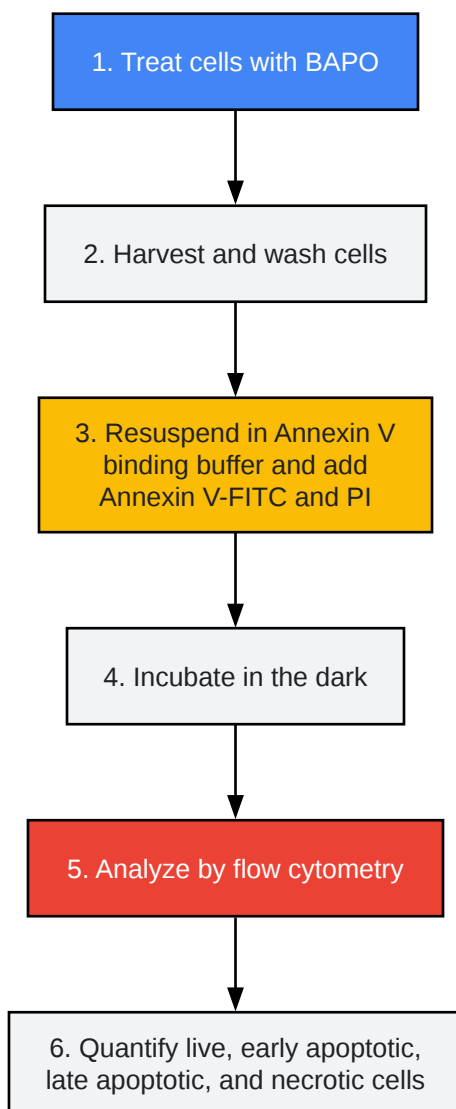 1. Treat cells with BAPO
2. Harvest and wash cells
3. Resuspend in Annexin V
binding buffer and add
Annexin V-FITC and PI
4. Incubate in the dark
5. Analyze by flow cytometry
6. Quantify live, early apoptotic,
late apoptotic, and necrotic cells